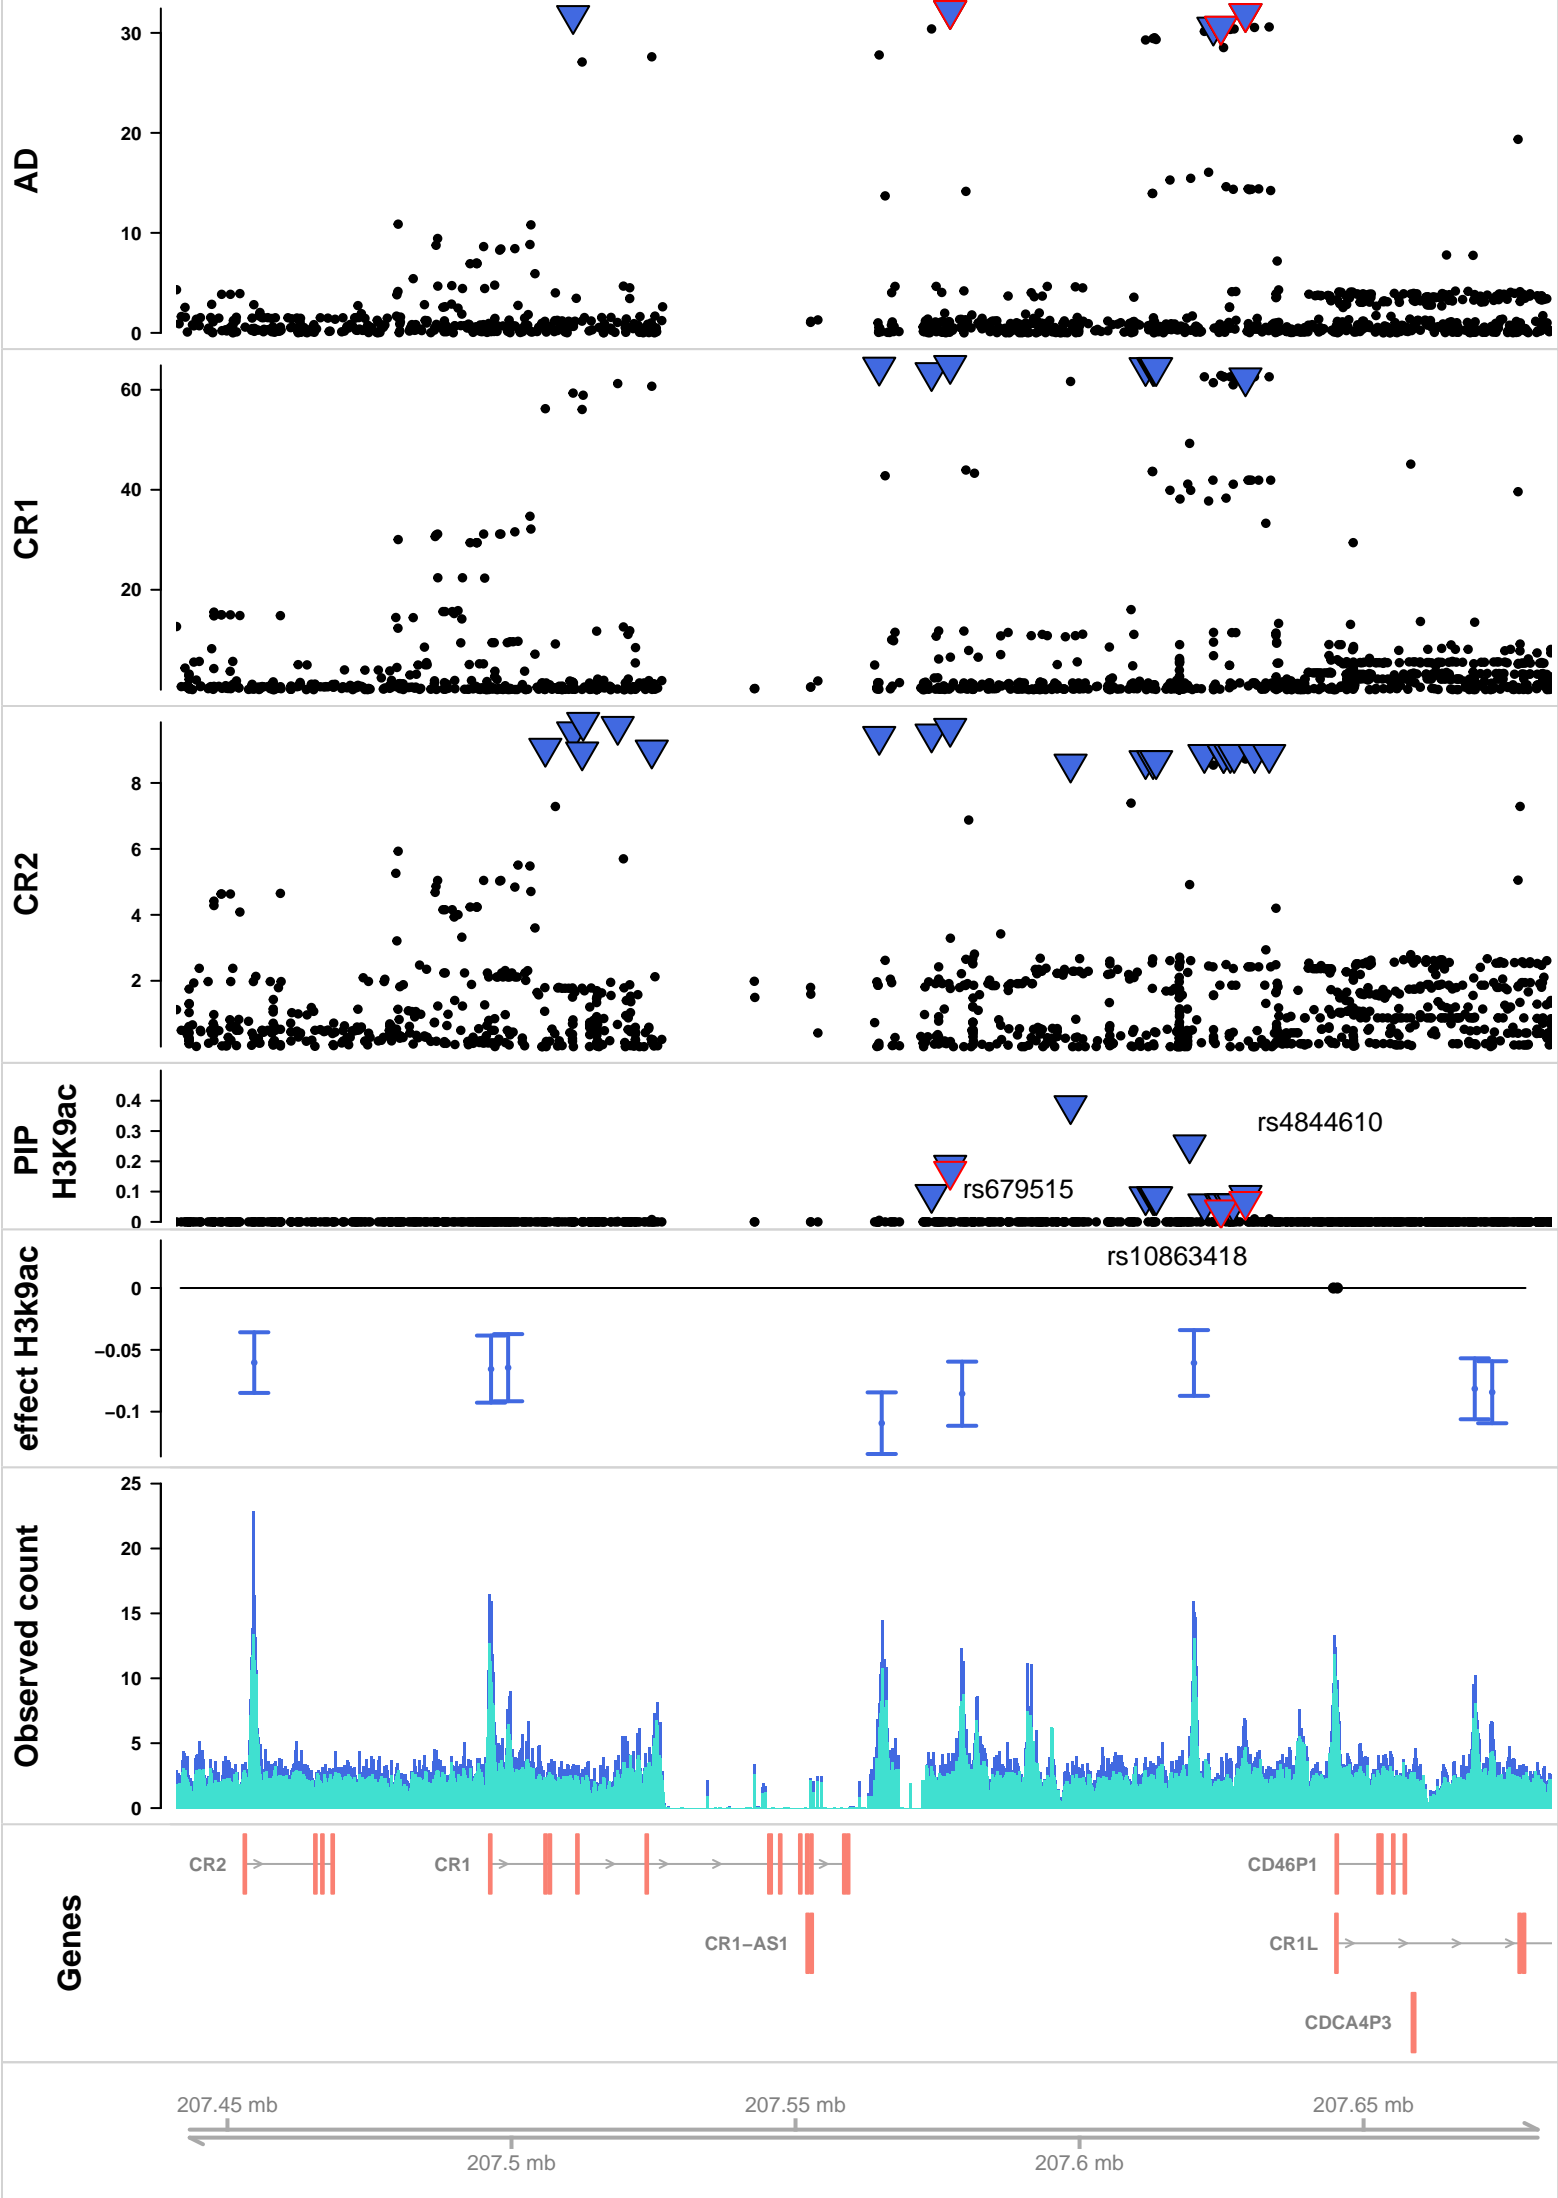 AD
30
20
10
0
CR1
60
40
20
CR2
8
6
4
2
PIP
H3K9ac
0.4
0.3
0.2
0.1
0
rs4844610
rs679515
rs10863418
effect H3k9ac
0
−0.05
−0.1
Observed count
25
20
15
10
5
0
Genes
CR2
CR1
CD46P1
CR1−AS1
CR1L
CDCA4P3
207.45 mb
207.55 mb
207.65 mb
207.5 mb
207.6 mb